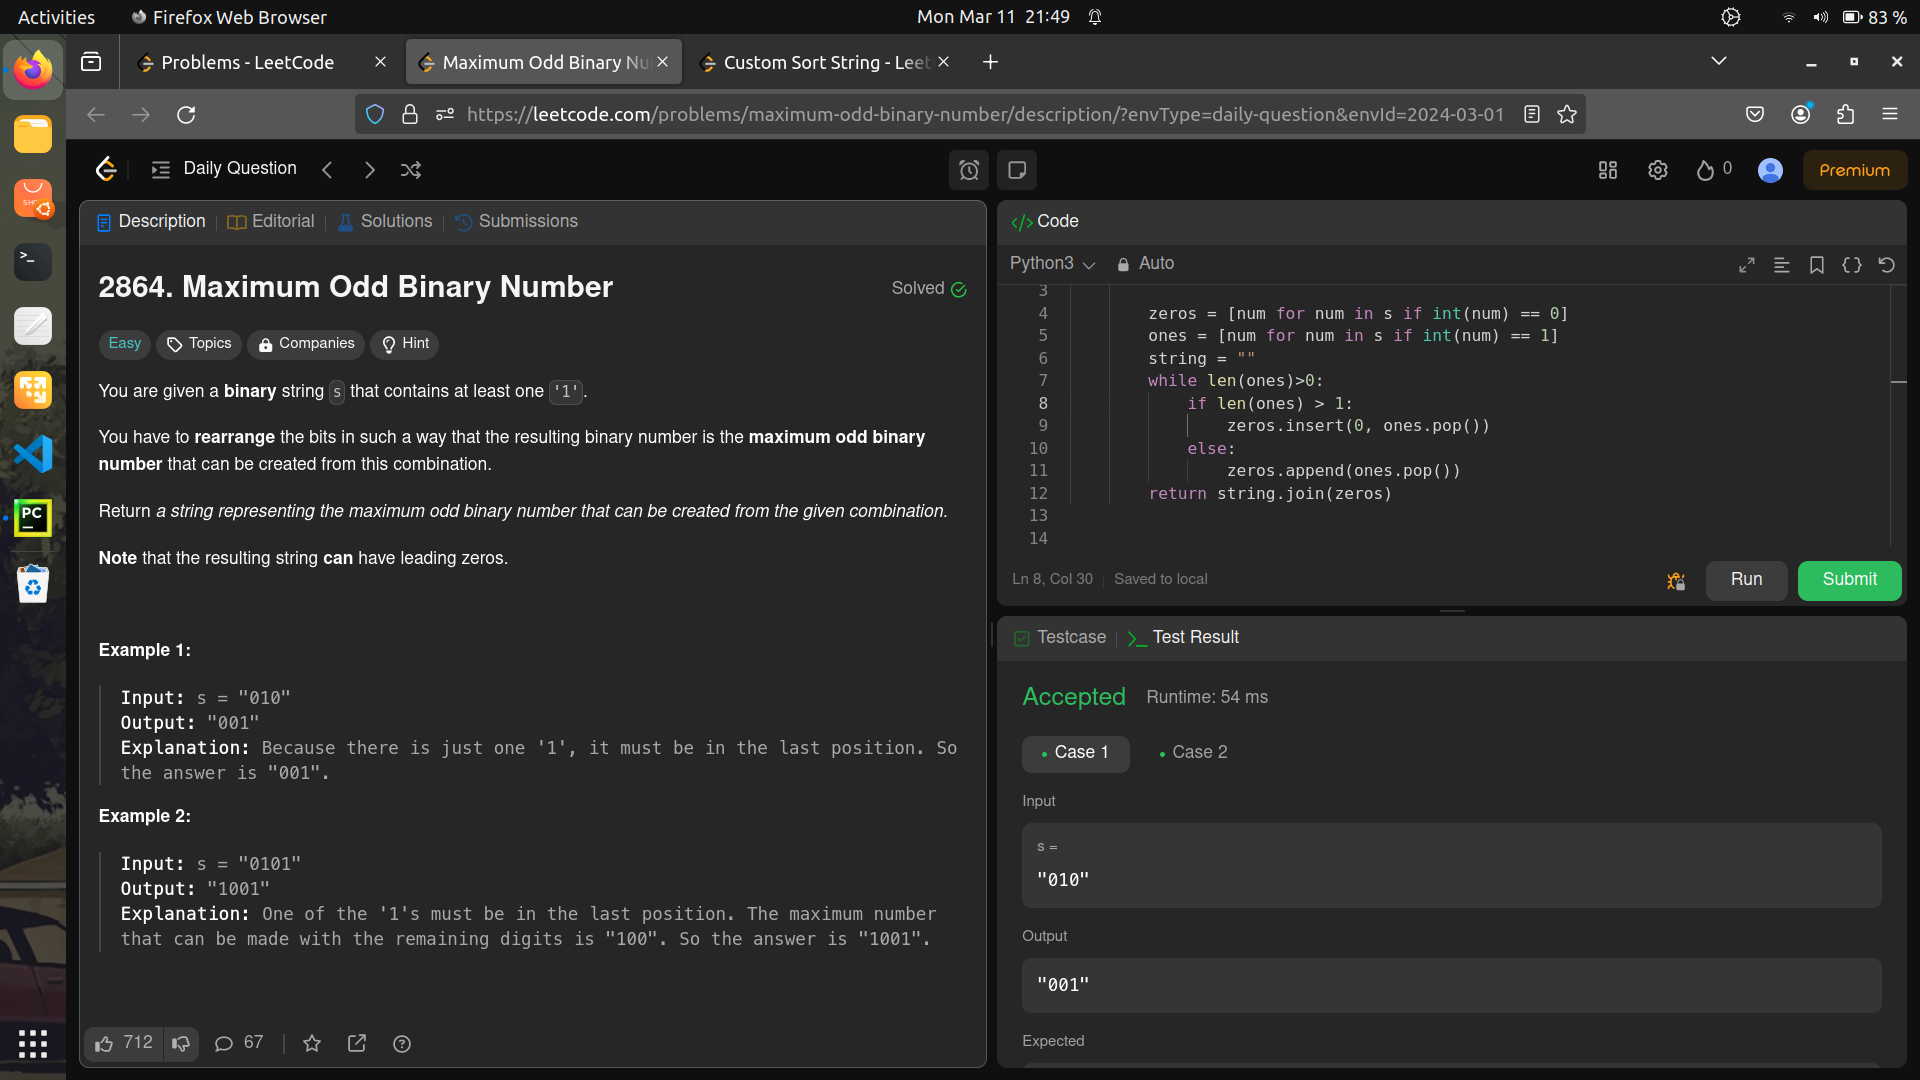 Activities
Firefox Web Browser
Mon Mar 11 21:49
83 %
Problems - LeetCode
Maximum Odd Binary Nu
Custom Sort String - Leet
https://leetcode.com/problems/maximum-odd-binary-number/description/?envType=daily-question&envId=2024-03-01
Daily Question
0
Premium
Description
Editorial
Solutions
Submissions
2864. Maximum Odd Binary Number
Solved
Easy
Topics
Companies
Hint
You are given a binary string s that contains at least one '1'.
You have to rearrange the bits in such a way that the resulting binary number is the maximum odd binary
number that can be created from this combination.
Return a string representing the maximum odd binary number that can be created from the given combination.
Note that the resulting string can have leading zeros.
Example 1:
Input: s = "010"
Output: "001"
Explanation: Because there is just one '1', it must be in the last position. So
the answer is "001".
Example 2:
Input: s = "0101"
Output: "1001"
Explanation: One of the '1's must be in the last position. The maximum number
that can be made with the remaining digits is "100". So the answer is "1001".
712
67
</> Code
Python3
Auto
3
4 zeros = [num for num in s if int(num) == 0]
5 ones = [num for num in s if int(num) == 1]
6 string = ""
7 while len(ones)>0:
8 if len(ones) > 1:
9 zeros.insert(0, ones.pop())
10 else:
11 zeros.append(ones.pop())
12 return string.join(zeros)
13
14
Ln 8, Col 30
Saved to local
Run
Submit
Testcase
>_ Test Result
Accepted
Runtime: 54 ms
Case 1
Case 2
Input
s =
"010"
Output
"001"
Expected
PC